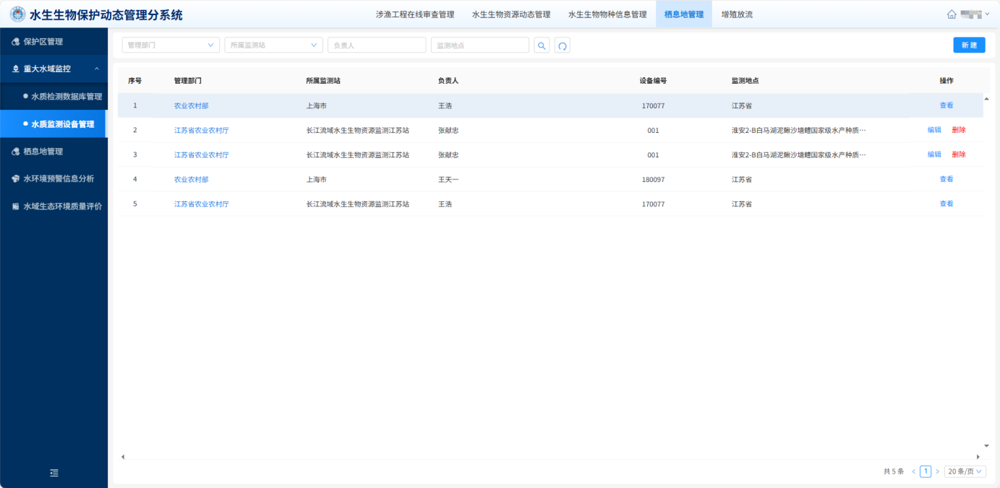 水生生物保护动态管理分系统
涉渔工程在线审查管理 水生生物资源动态管理 水生生物物种信息管理 栖息地管理 增殖放流
保护区管理
重大水域监控
水质检测数据库管理
水质监测设备管理
栖息地管理
水环境预警信息分析
水域生态环境质量评价
管理部门 所属监测站 负责人 监测地点 新建
序号 管理部门 所属监测站 负责人 设备编号 监测地点 操作
1 农业农村部 上海市 王浩 170077 江苏省 查看
2 江苏省农业农村厅 长江流域水生生物资源监测江苏站 张献忠 001 淮安2-B白马湖泥鳅沙塘鳢国家级水产种质… 编辑 删除
3 江苏省农业农村厅 长江流域水生生物资源监测江苏站 张献忠 001 淮安2-B白马湖泥鳅沙塘鳢国家级水产种质… 编辑 删除
4 农业农村部 上海市 王天一 180097 江苏省 查看
5 江苏省农业农村厅 长江流域水生生物资源监测江苏站 王浩 170077 江苏省 查看
共 5 条 < 1 > 20 条/页